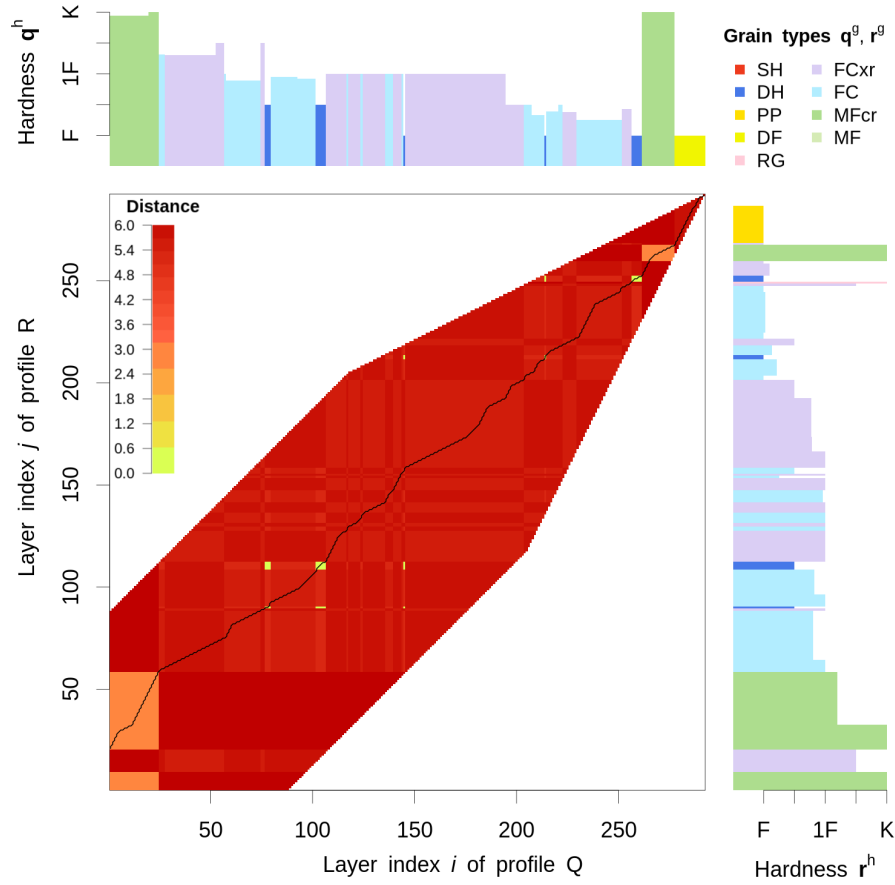 Hardness q^h
K
1F
F
Grain types q^g, r^g
SH
DH
PP
DF
RG
FCxr
FC
MFcr
MF
Distance
6.0
5.4
4.8
4.2
3.6
3.0
2.4
1.8
1.2
0.6
0.0
Layer index j of profile R
250
200
150
100
50
50
100
150
200
250
Layer index i of profile Q
F
1F
K
Hardness r^h